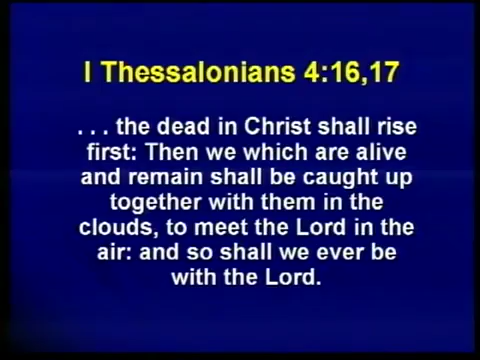 I Thessalonians 4:16,17
. . . the dead in Christ shall rise
first: Then we which are alive
and remain shall be caught up
together with them in the
clouds, to meet the Lord in the
air: and so shall we ever be
with the Lord.